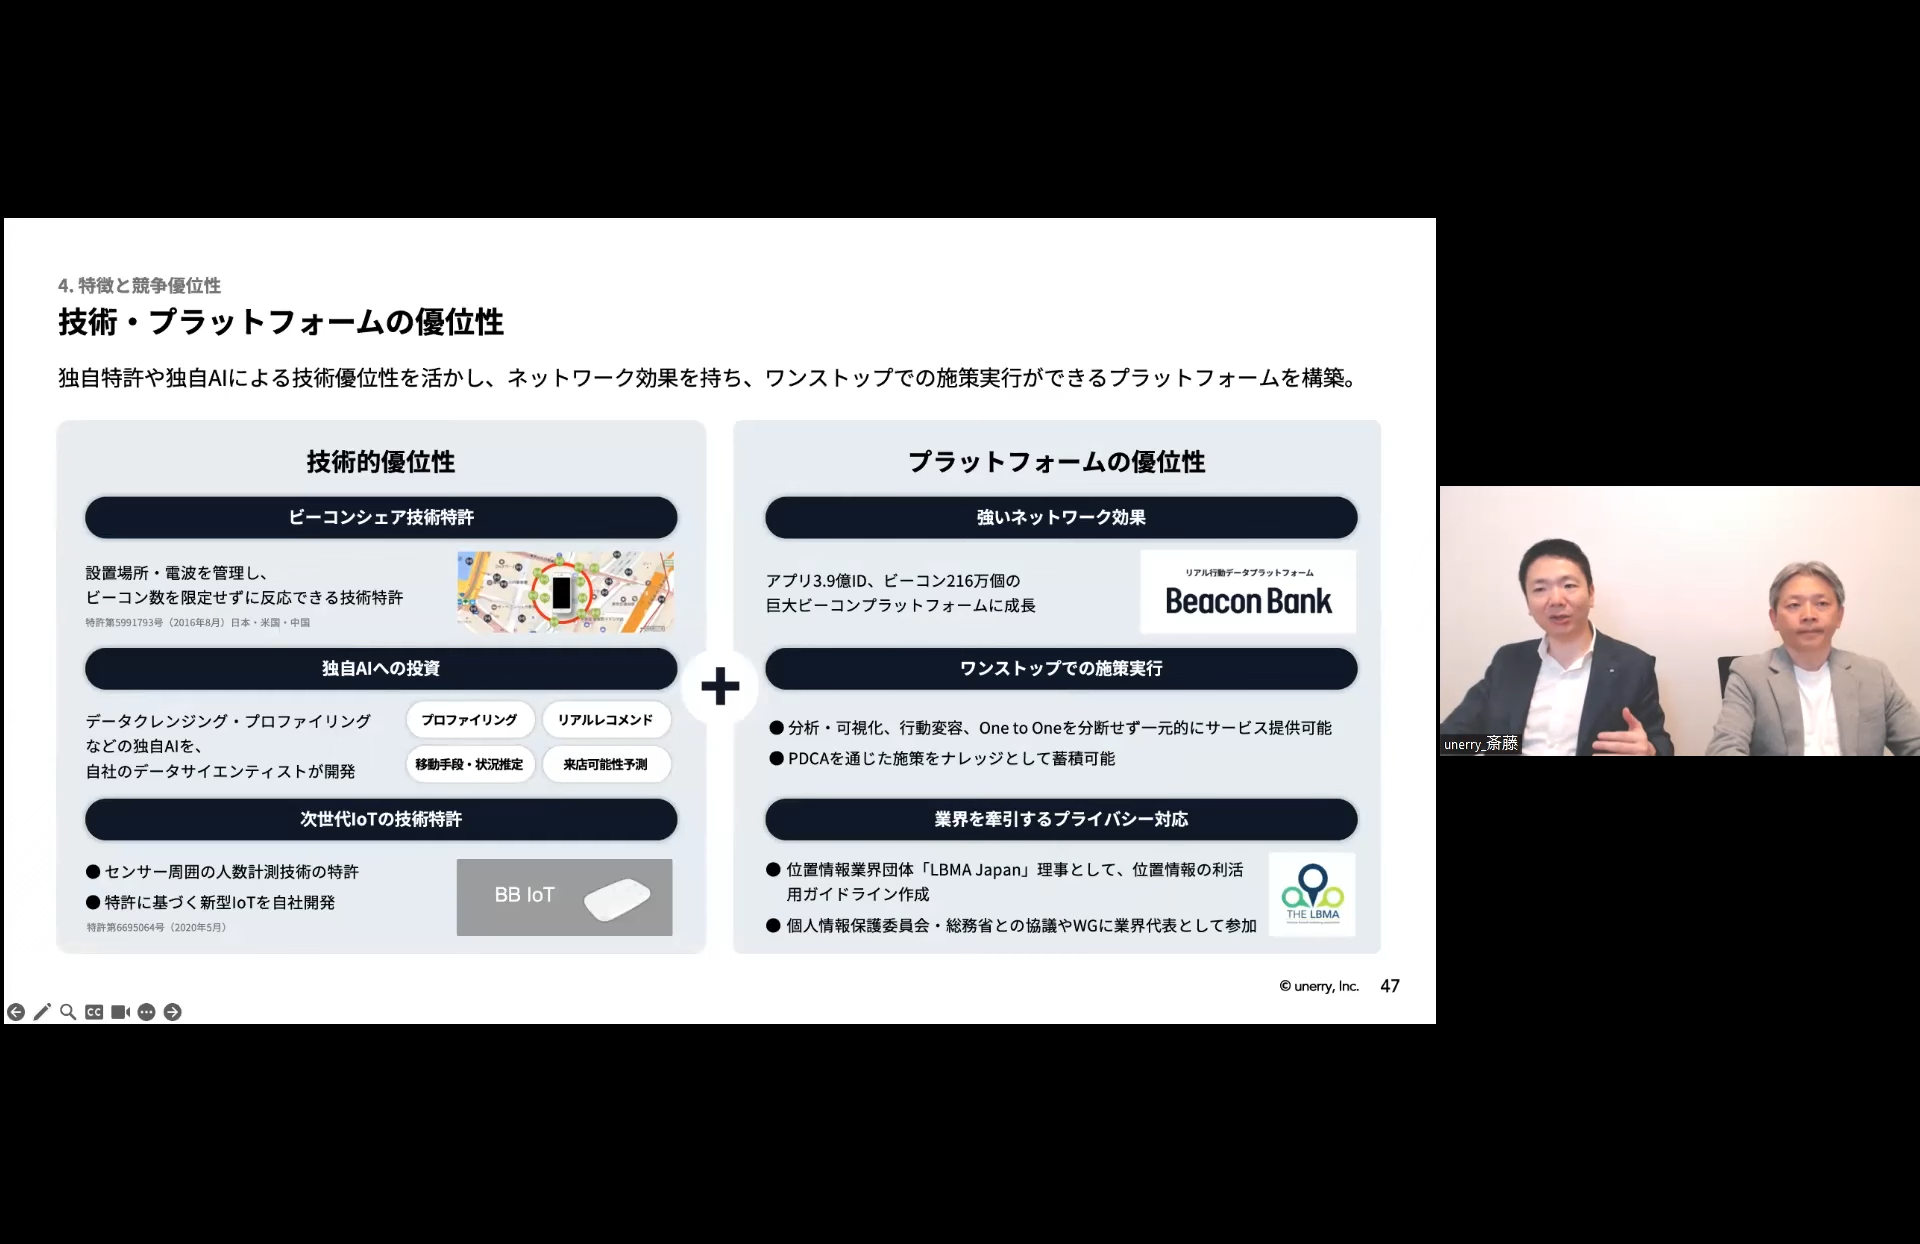 4. 特徴と競争優位性
技術・プラットフォームの優位性
独自特許や独自AIによる技術優位性を活かし、ネットワーク効果を持ち、ワンストップでの施策実行ができるプラットフォームを構築。
技術的優位性
ビーコンシェア技術特許
設置場所・電波を管理し、
ビーコン数を限定せずに反応できる技術特許
特許第5991793号（2016年8月）日本・米国・中国
独自AIへの投資
データクレンジング・プロファイリング
などの独自AIを、
自社のデータサイエンティストが開発
プロファイリング
リアルレコメンド
移動手段・状況推定
来店可能性予測
次世代IoTの技術特許
● センサー周囲の人数計測技術の特許
● 特許に基づく新型IoTを自社開発
特許第6695064号（2020年5月）
BB IoT
+
プラットフォームの優位性
強いネットワーク効果
アプリ3.9億ID、ビーコン216万個の
巨大ビーコンプラットフォームに成長
リアル行動データプラットフォーム
Beacon Bank
ワンストップでの施策実行
● 分析・可視化、行動変容、One to Oneを分断せず一元的にサービス提供可能
● PDCAを通じた施策をナレッジとして蓄積可能
業界を牽引するプライバシー対応
● 位置情報業界団体「LBMA Japan」理事として、位置情報の利活
用ガイドライン作成
● 個人情報保護委員会・総務省との協議やWGに業界代表として参加
THE LBMA
© unerry, Inc.
47
CC
unerry_斎藤